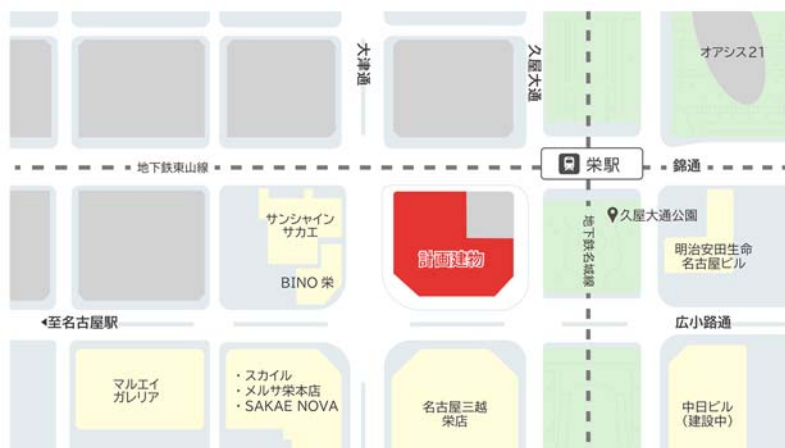 大津通
久屋大通
オアシス21
地下鉄東山線
栄駅
錦通
サンシャイン
サカエ
BINO 栄
計画建物
地下鉄名城線
久屋大通公園
明治安田生命
名古屋ビル
至名古屋駅
広小路通
マルエイ
ガレリア
・スカイル
・メルサ栄本店
・SAKAE NOVA
名古屋三越
栄店
中日ビル
(建設中)